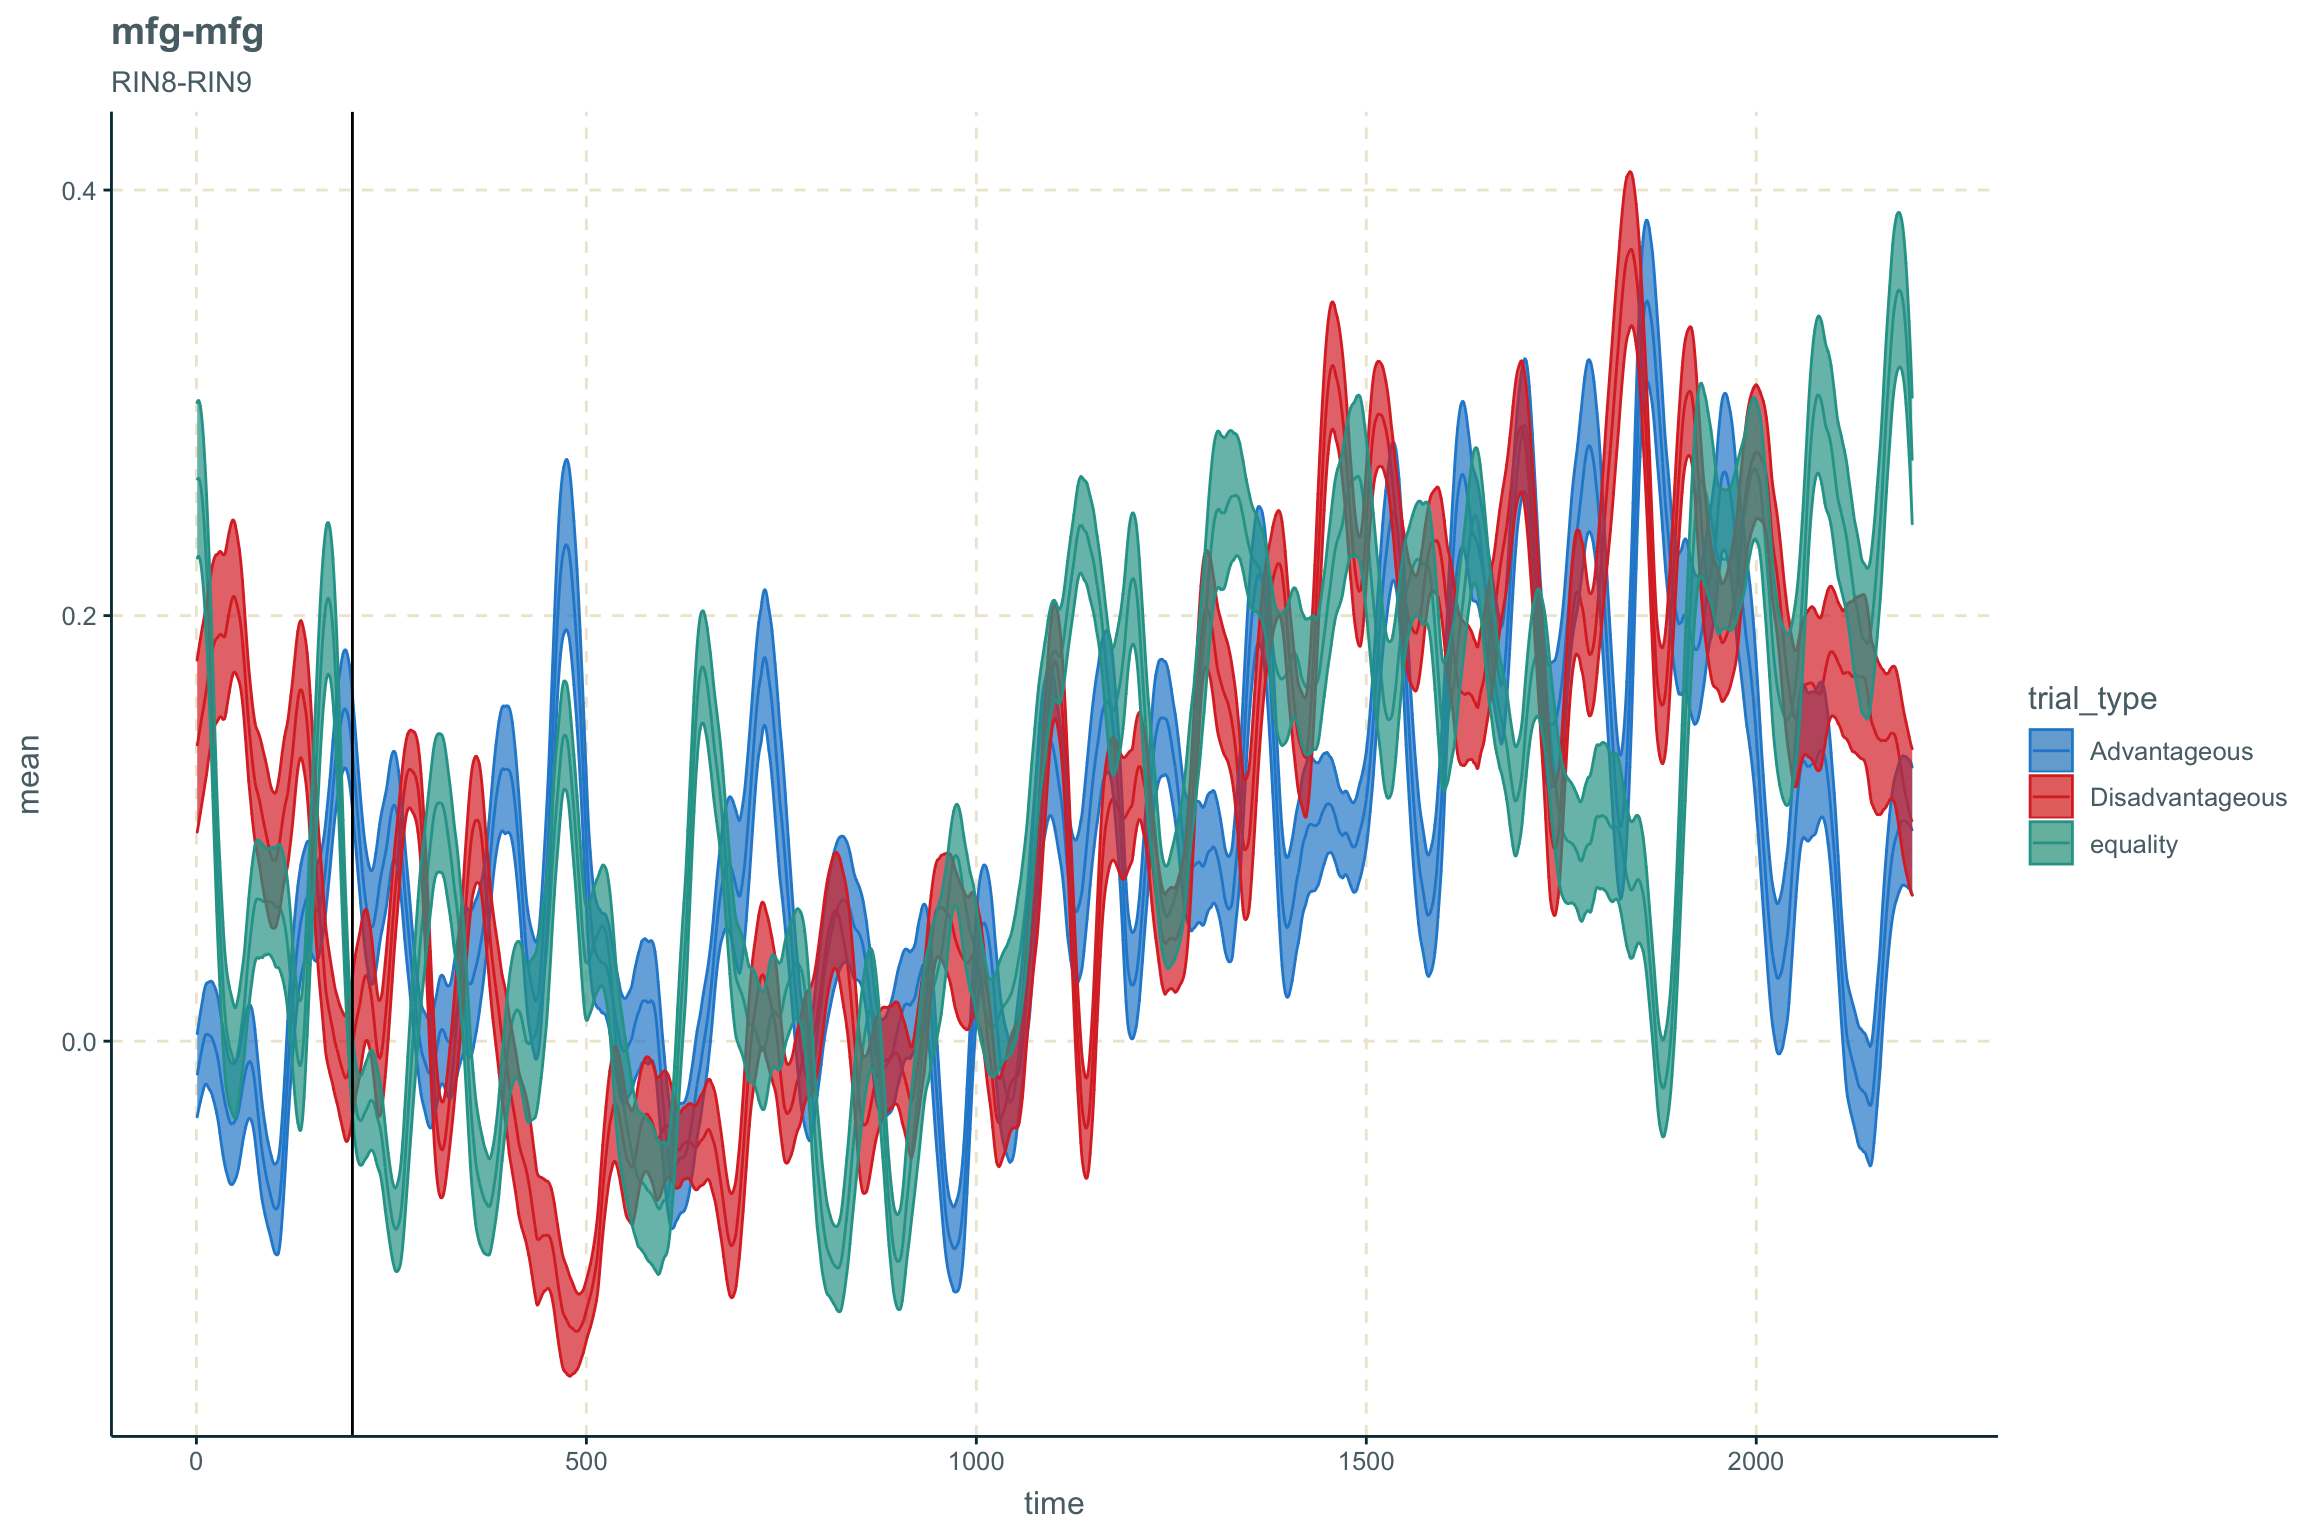 mfg-mfg
RIN8-RIN9
0.4
0.2
0.0
mean
0
500
1000
1500
2000
time
trial_type
Advantageous
Disadvantageous
equality